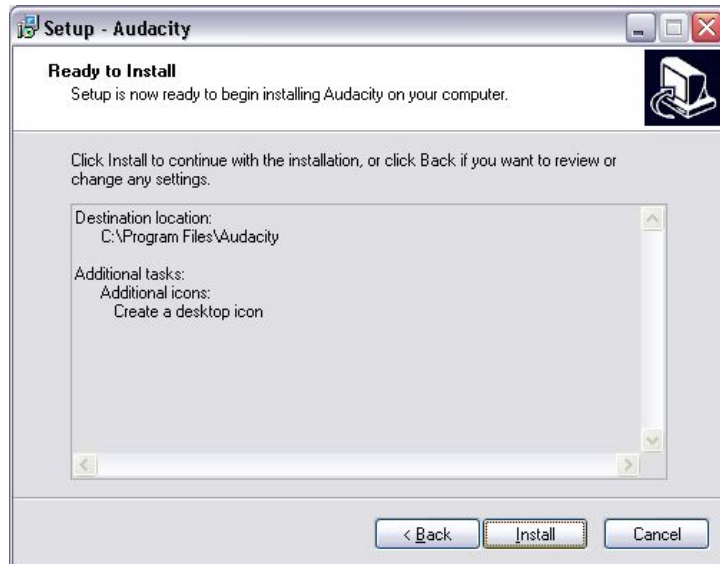 Setup - Audacity
Ready to Install
Setup is now ready to begin installing Audacity on your computer.
Click Install to continue with the installation, or click Back if you want to review or
change any settings.
Destination location:
C:\Program Files\Audacity
Additional tasks:
Additional icons:
Create a desktop icon
< Back
Install
Cancel